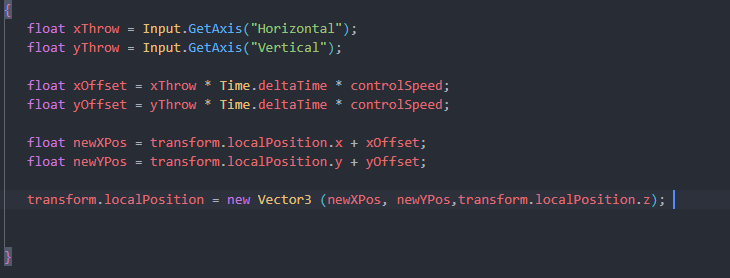 {
float xThrow = Input.GetAxis("Horizontal");
float yThrow = Input.GetAxis("Vertical");
float xOffset = xThrow * Time.deltaTime * controlSpeed;
float yOffset = yThrow * Time.deltaTime * controlSpeed;
float newXPos = transform.localPosition.x + xOffset;
float newYPos = transform.localPosition.y + yOffset;
transform.localPosition = new Vector3 (newXPos, newYPos,transform.localPosition.z);
}